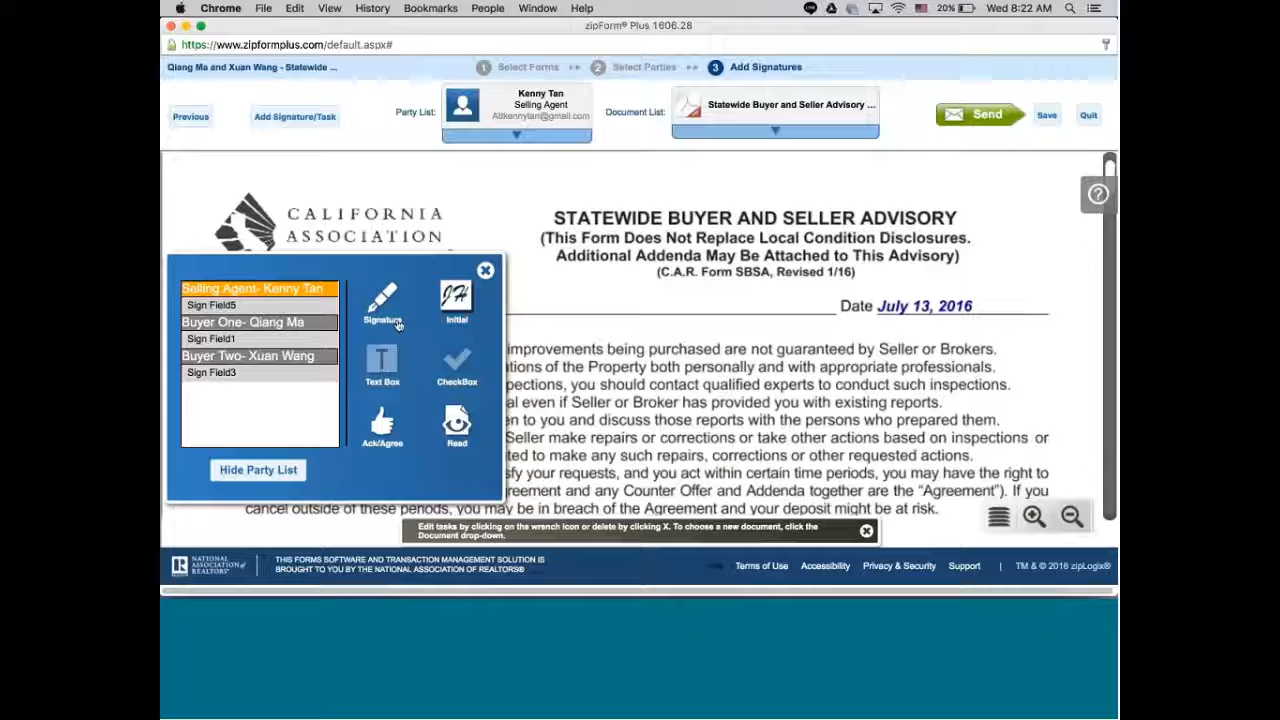 Chrome File Edit View History Bookmarks People Window Help 20% Wed 8:22 AM
zipForm® Plus 1606.28
https://www.zipformplus.com/default.aspx#
Qiang Ma and Xuan Wang - Statewide ... 1 Select Forms 2 Select Parties 3 Add Signatures
Previous Add Signature/Task Party List: Kenny Tan
Selling Agent
Altkennytan@gmail.com
Document List: Statewide Buyer and Seller Advisory ... Send Save Quit
?
CALIFORNIA
ASSOCIATION
STATEWIDE BUYER AND SELLER ADVISORY
(This Form Does Not Replace Local Condition Disclosures.
Additional Addenda May Be Attached to This Advisory)
(C.A.R. Form SBSA, Revised 1/16)
Date July 13, 2016
Selling Agent- Kenny Tan
Sign Field5
Buyer One- Qiang Ma
Sign Field1
Buyer Two- Xuan Wang
Sign Field3
Hide Party List
Signature JH Initial
T Text Box CheckBox
Ack/Agree Read
improvements being purchased are not guaranteed by Seller or Brokers.
tions of the Property both personally and with appropriate professionals.
pections, you should contact qualified experts to conduct such inspections.
al even if Seller or Broker has provided you with existing reports.
en to you and discuss those reports with the persons who prepared them.
Seller make repairs or corrections or take other actions based on inspections or
ted to make any such repairs, corrections or other requested actions.
sfy your requests, and you act within certain time periods, you may have the right to
greement and any Counter Offer and Addenda together are the “Agreement”). If you
cancel outside of these periods, you may be in breach of the Agreement and your deposit might be at risk.
Edit tasks by clicking on the wrench icon or delete by clicking X. To choose a new document, click the
Document drop-down.
R NATIONAL
ASSOCIATION of
REALTORS®
THIS FORMS SOFTWARE AND TRANSACTION MANAGEMENT SOLUTION IS
BROUGHT TO YOU BY THE NATIONAL ASSOCIATION OF REALTORS®
Terms of Use Accessibility Privacy & Security Support | TM & © 2016 zipLogix®